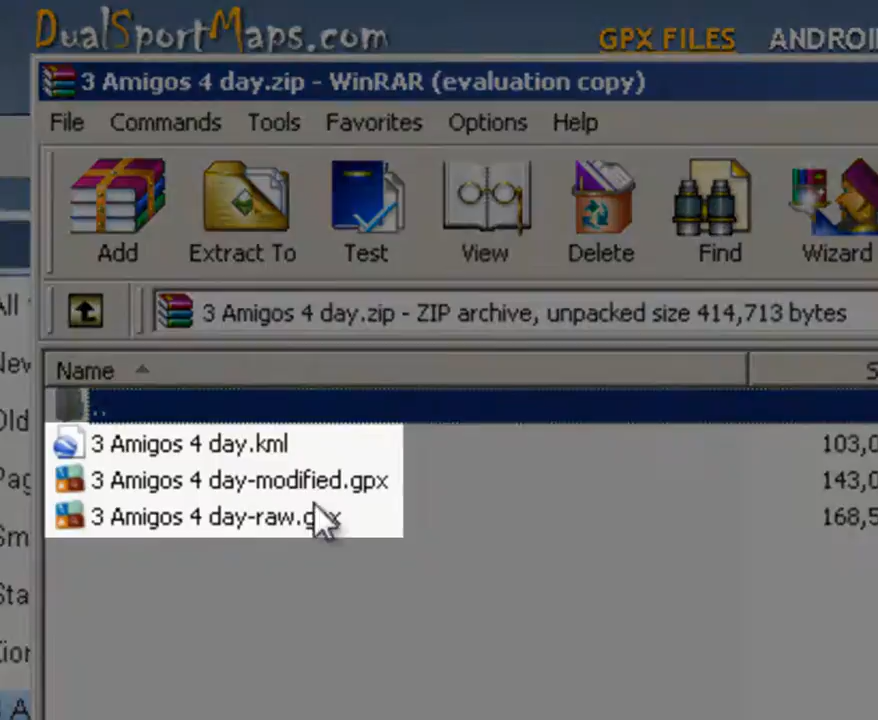 DualSportMaps.com
GPX FILES
3 Amigos 4 day.zip - WinRAR (evaluation copy)
File Commands Tools Favorites Options Help
Add Extract To Test View Delete Find Wizard
3 Amigos 4 day.zip - ZIP archive, unpacked size 414,713 bytes
Name
..
3 Amigos 4 day.kml
3 Amigos 4 day-modified.gpx
3 Amigos 4 day-raw.gpx